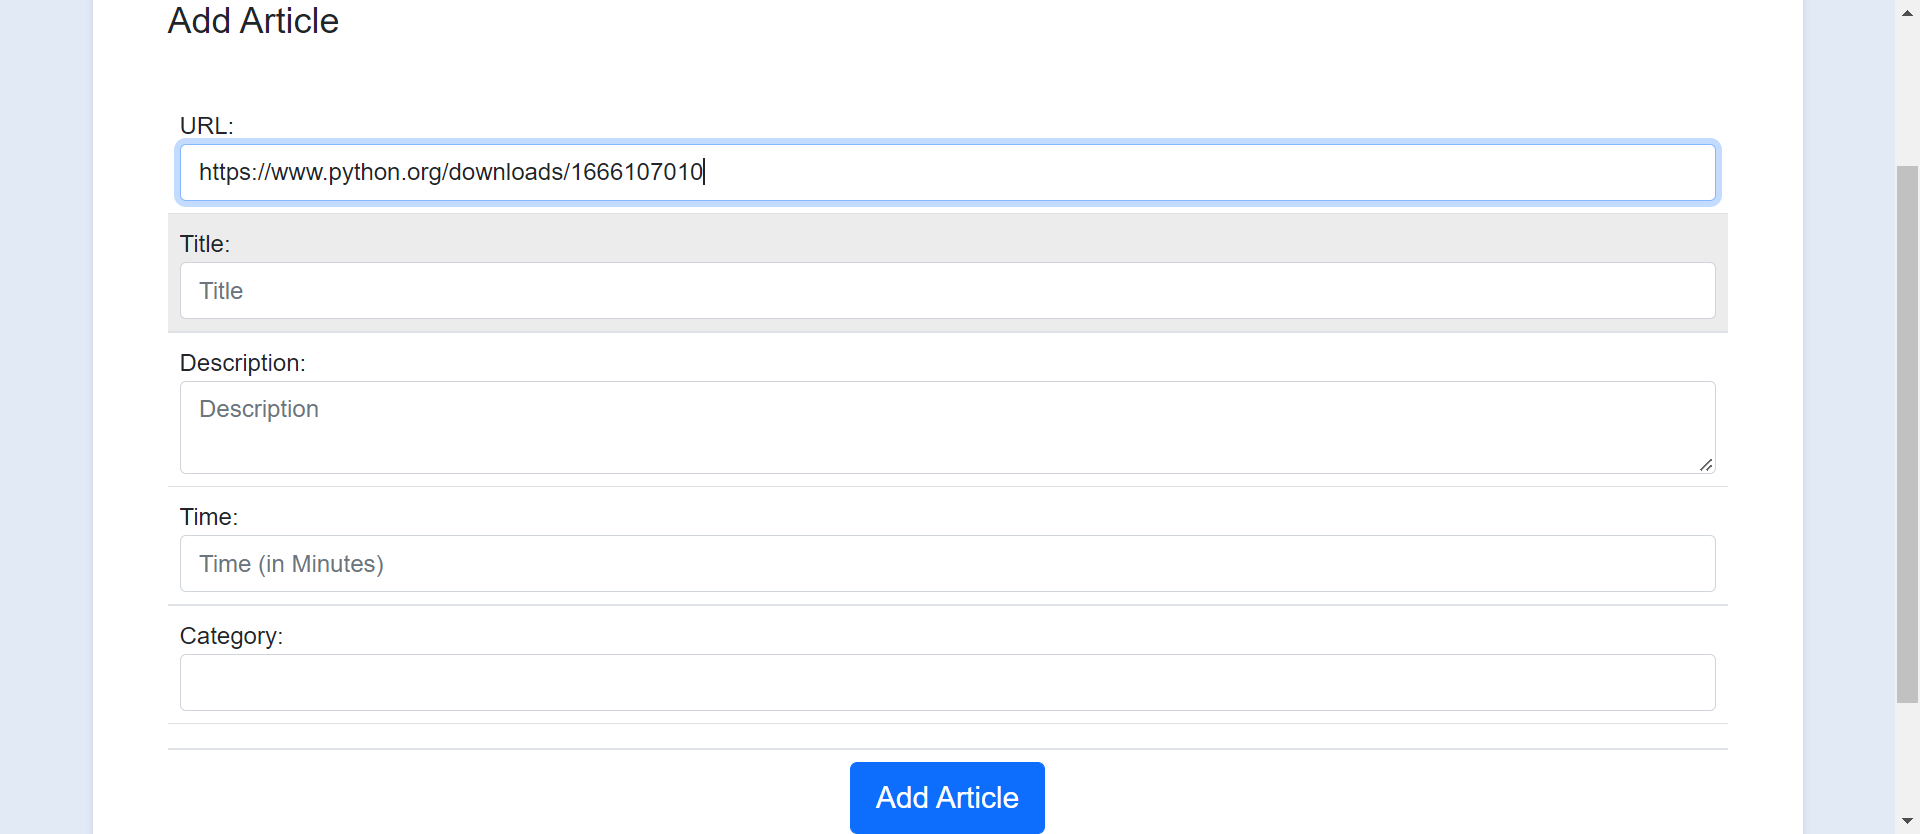 Add Article
URL:
https://www.python.org/downloads/1666107010
Title:
Title
Description:
Description
Time:
Time (in Minutes)
Category:
Add Article